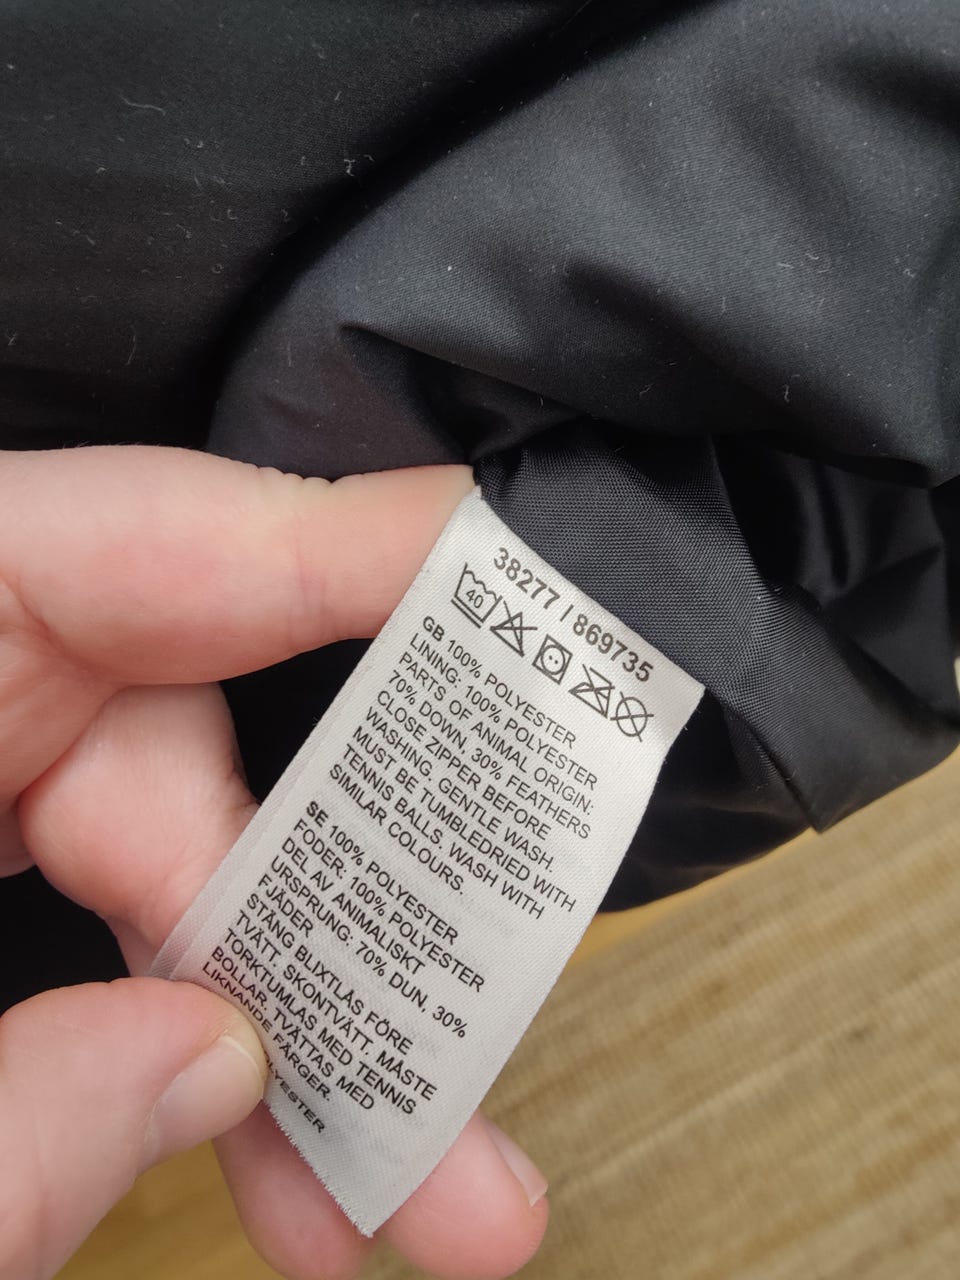 38277 / 869735
40
GB 100% POLYESTER
LINING: 100% POLYESTER
PARTS OF ANIMAL ORIGIN:
70% DOWN, 30% FEATHERS
CLOSE ZIPPER BEFORE
WASHING. GENTLE WASH.
MUST BE TUMBLEDRIED WITH
TENNIS BALLS. WASH WITH
SIMILAR COLOURS.
SE 100% POLYESTER
FODER: 100% POLYESTER
DEL AV ANIMALISKT
URSPRUNG: 70% DUN, 30%
FJÄDER
STÄNG BLIXTLÅS FÖRE
TVÄTT. SKONTVÄTT. MÅSTE
TORKTUMLAS MED TENNIS
BOLLAR. TVÄTTAS MED
LIKNANDE FÄRGER.